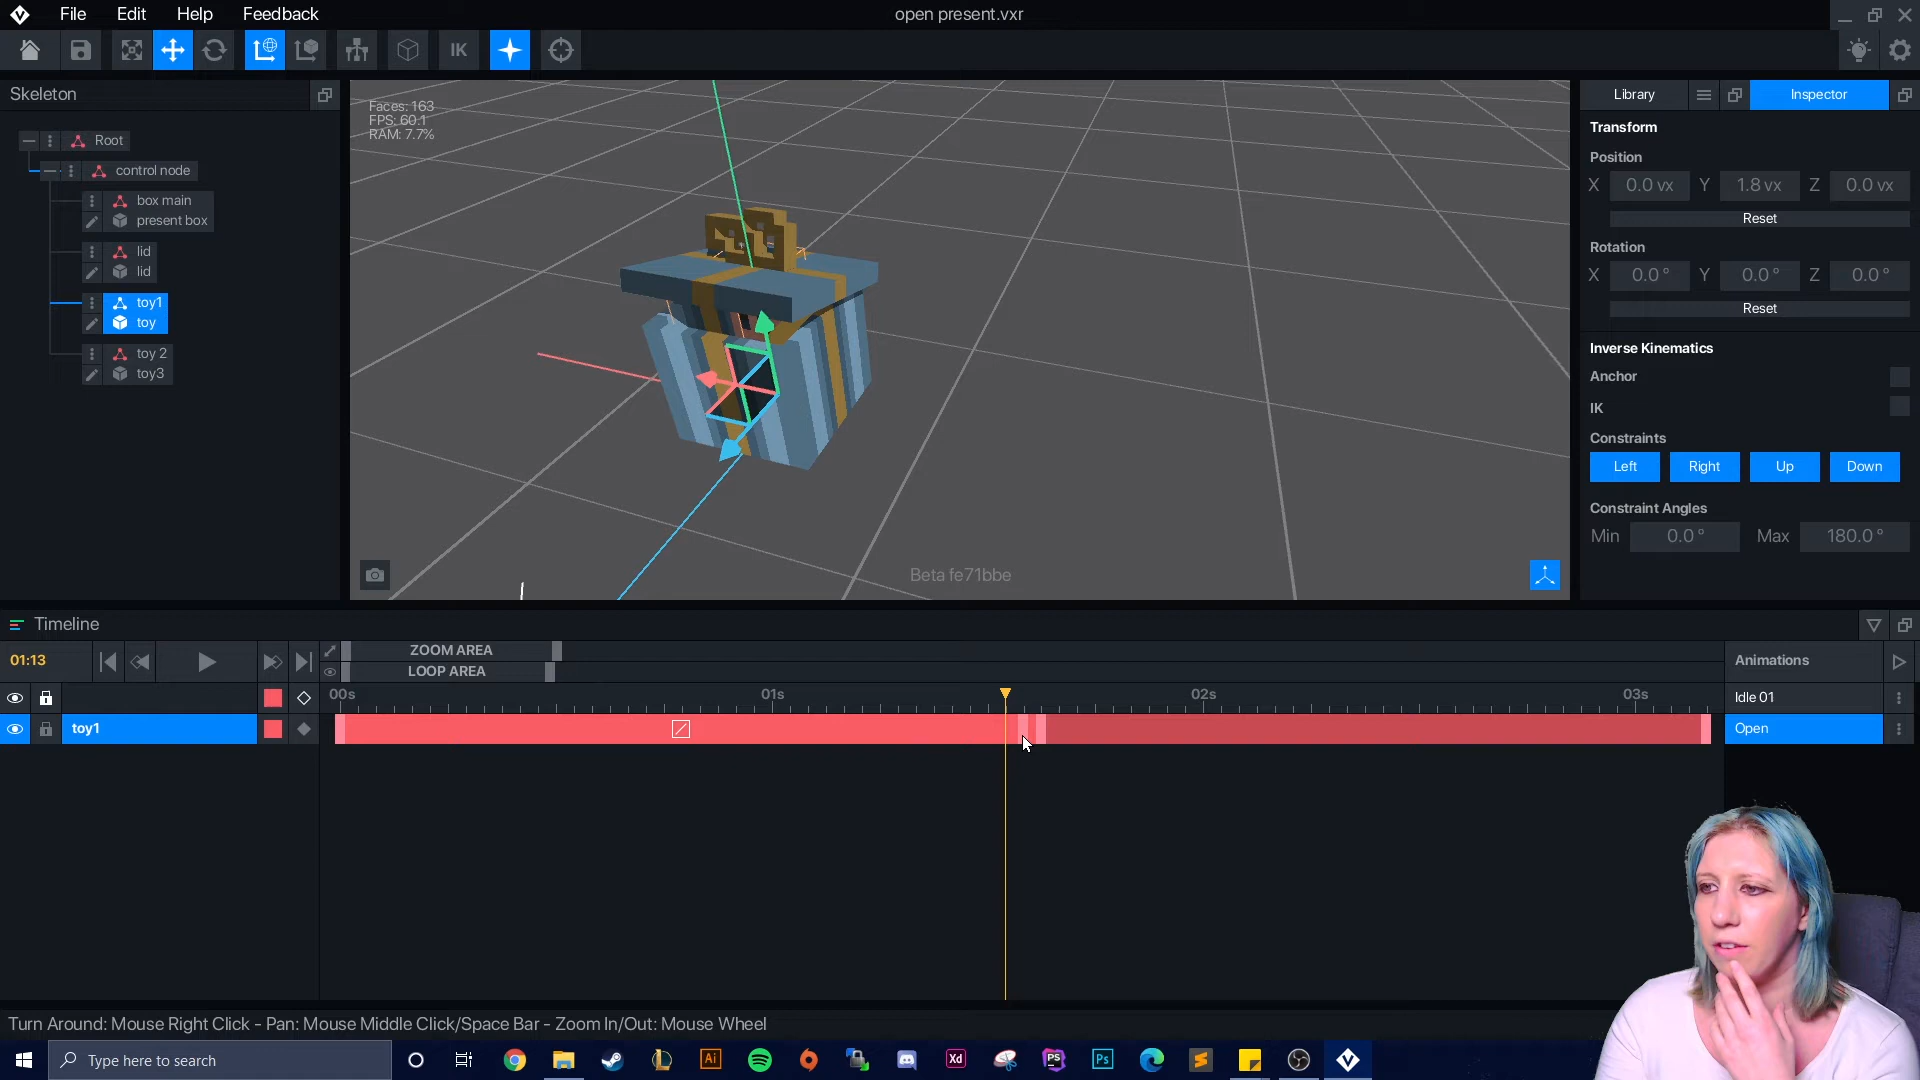 File Edit Help Feedback
open present.vxr
IK
Skeleton
Root
control node
box main
present box
lid
lid
toy1
toy
toy 2
toy3
Faces: 163
FPS: 60.1
RAM: 7.7%
Beta fe71bbe
Library
Inspector
Transform
Position
X 0.0 vx Y 1.8 vx Z 0.0 vx
Reset
Rotation
X 0.0 ° Y 0.0 ° Z 0.0 °
Reset
Inverse Kinematics
Anchor
IK
Constraints
Left Right Up Down
Constraint Angles
Min 0.0 ° Max 180.0 °
Timeline
01:13
ZOOM AREA
LOOP AREA
00s 01s 02s 03s
toy1
Animations
Idle 01
Open
Turn Around: Mouse Right Click - Pan: Mouse Middle Click/Space Bar - Zoom In/Out: Mouse Wheel
Type here to search
Ai
Xd
PS
Ps